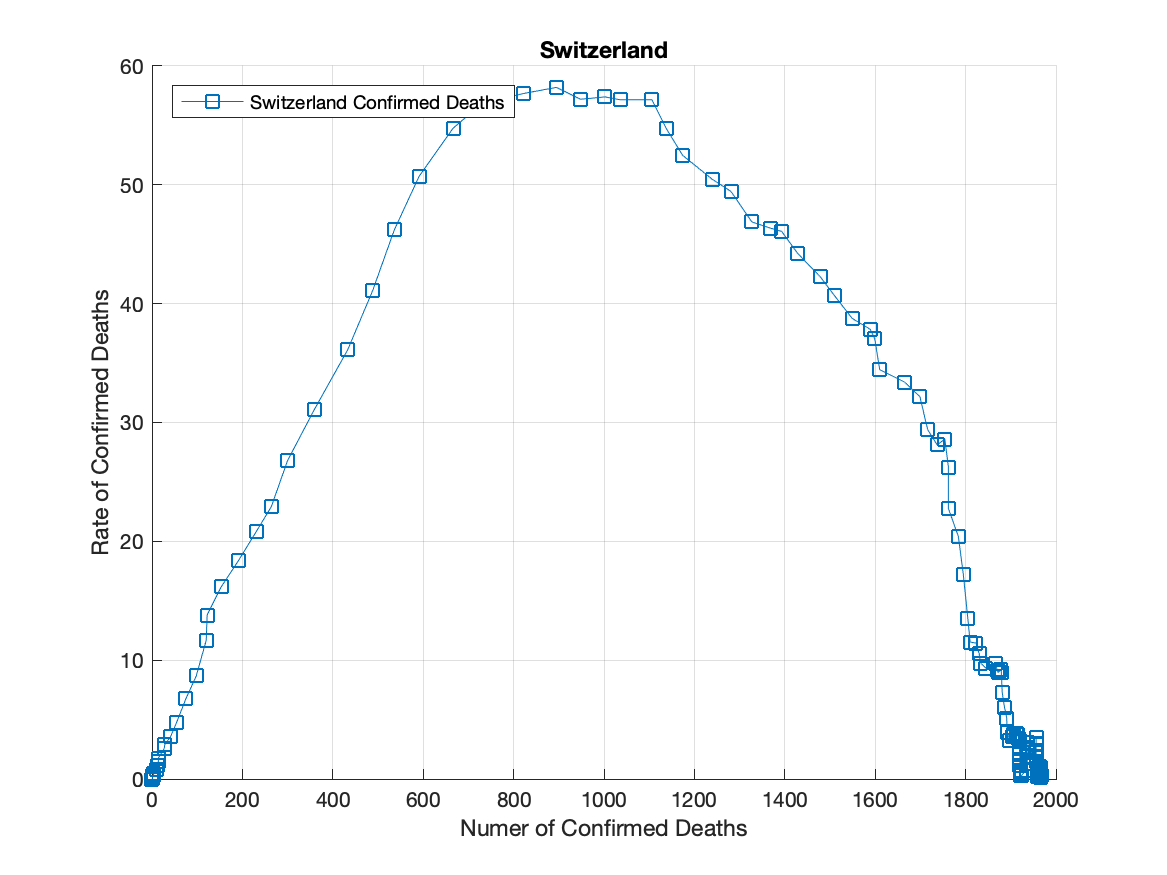 Switzerland
Switzerland Confirmed Deaths
Rate of Confirmed Deaths
60
50
40
30
20
10
0
0 200 400 600 800 1000 1200 1400 1600 1800 2000
Numer of Confirmed Deaths